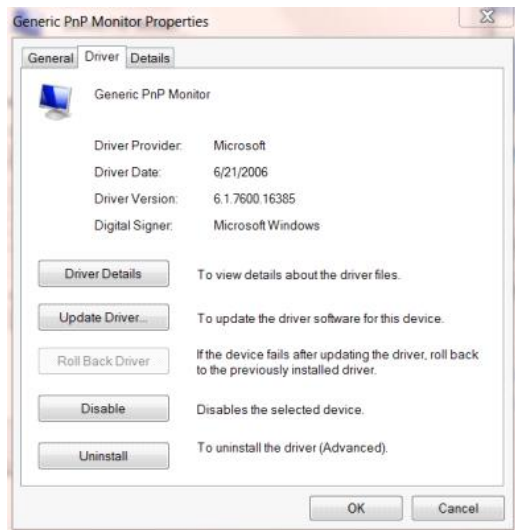 Generic PnP Monitor Properties
General Driver Details
Generic PnP Monitor
Driver Provider: Microsoft
Driver Date: 6/21/2006
Driver Version: 6.1.7600.16385
Digital Signer: Microsoft Windows
Driver Details To view details about the driver files.
Update Driver... To update the driver software for this device.
Roll Back Driver If the device fails after updating the driver, roll back
to the previously installed driver.
Disable Disables the selected device.
Uninstall To uninstall the driver (Advanced).
OK Cancel